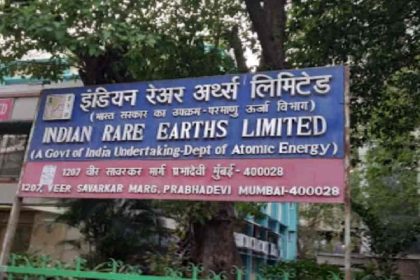 इंडियन रेअर अर्थ्स लिमिटेड
(भारत सरकार का उपक्रम-परमाणु ऊर्जा विभाग)
INDIAN RARE EARTHS LIMITED
(A Govt of India Undertaking-Dept of Atomic Energy)
1207 वीर सावरकर मार्ग प्रभादेवी मुंबई-400028
1207, VEER SAVARKAR MARG, PRABHADEVI MUMBAI-400028